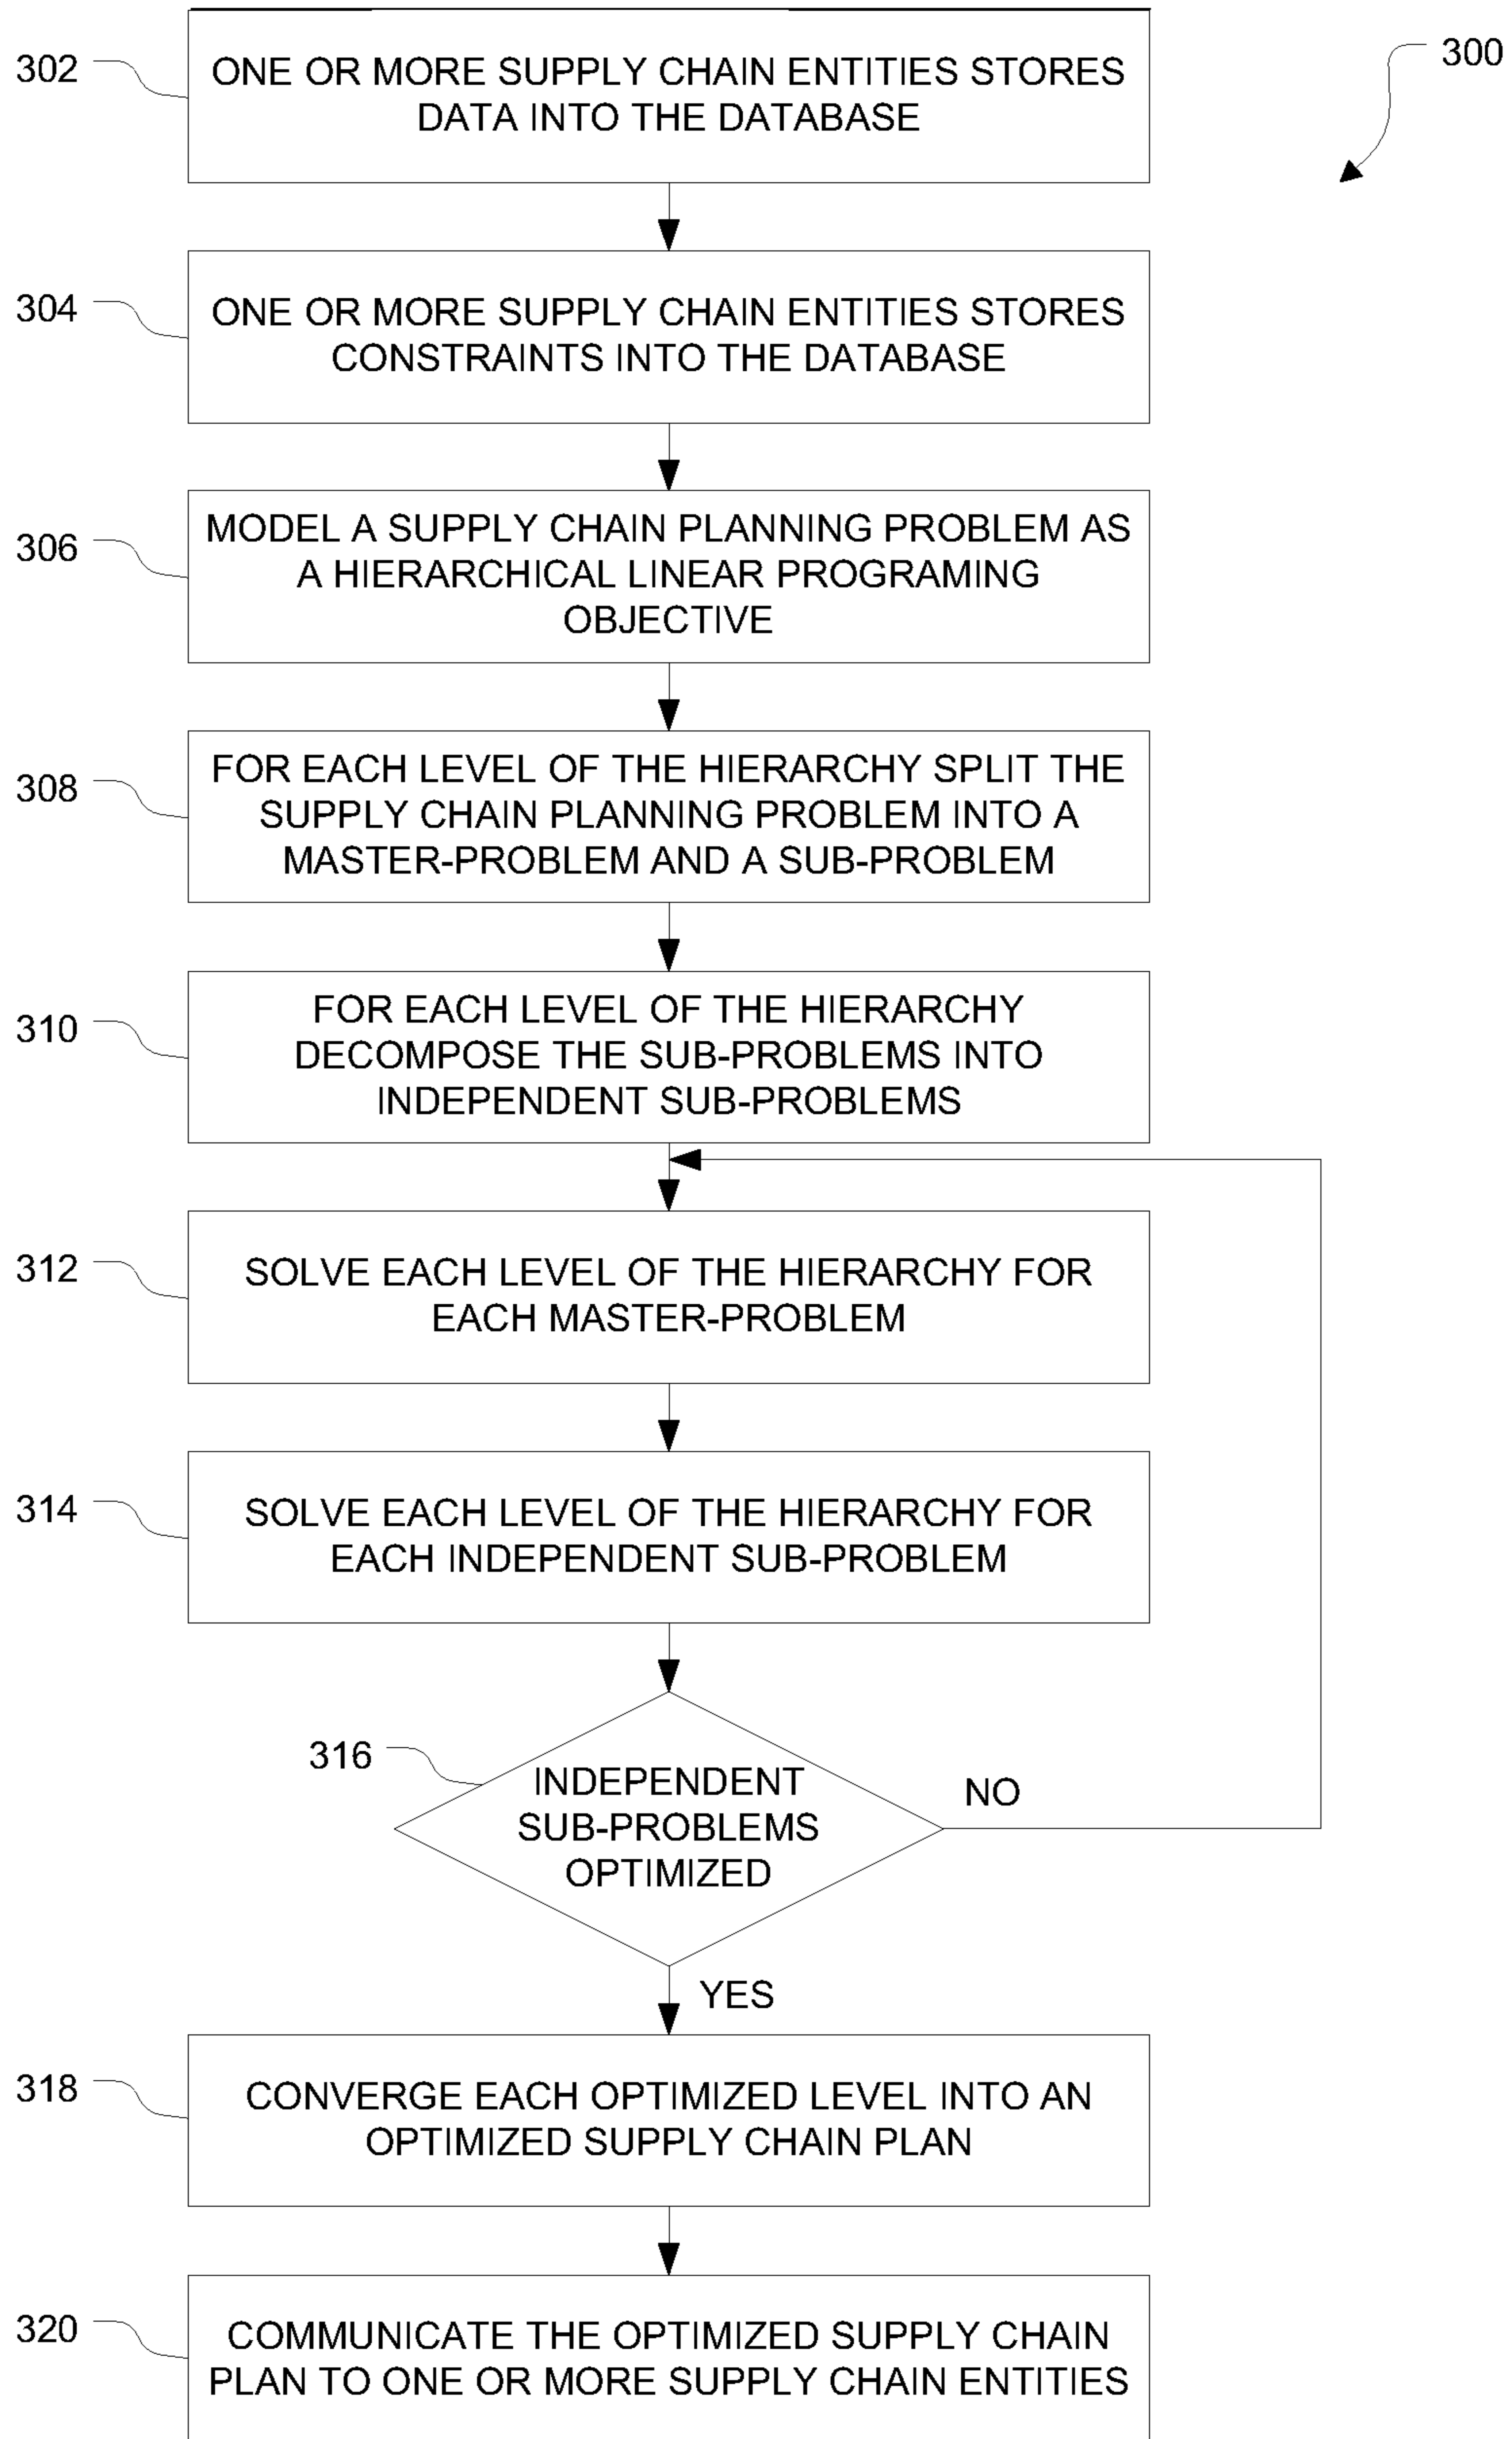 300
302
ONE OR MORE SUPPLY CHAIN ENTITIES STORES
DATA INTO THE DATABASE
304
ONE OR MORE SUPPLY CHAIN ENTITIES STORES
CONSTRAINTS INTO THE DATABASE
306
MODEL A SUPPLY CHAIN PLANNING PROBLEM AS
A HIERARCHICAL LINEAR PROGRAMING
OBJECTIVE
308
FOR EACH LEVEL OF THE HIERARCHY SPLIT THE
SUPPLY CHAIN PLANNING PROBLEM INTO A
MASTER-PROBLEM AND A SUB-PROBLEM
310
FOR EACH LEVEL OF THE HIERARCHY
DECOMPOSE THE SUB-PROBLEMS INTO
INDEPENDENT SUB-PROBLEMS
312
SOLVE EACH LEVEL OF THE HIERARCHY FOR
EACH MASTER-PROBLEM
314
SOLVE EACH LEVEL OF THE HIERARCHY FOR
EACH INDEPENDENT SUB-PROBLEM
316
INDEPENDENT
SUB-PROBLEMS
OPTIMIZED
NO
YES
318
CONVERGE EACH OPTIMIZED LEVEL INTO AN
OPTIMIZED SUPPLY CHAIN PLAN
320
COMMUNICATE THE OPTIMIZED SUPPLY CHAIN
PLAN TO ONE OR MORE SUPPLY CHAIN ENTITIES